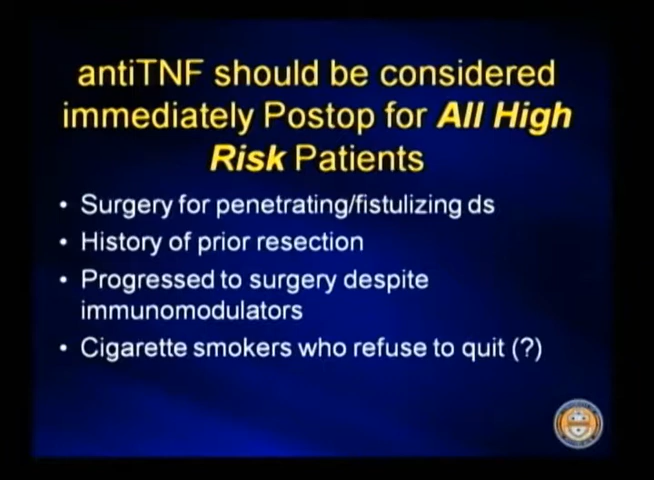 antiTNF should be considered
immediately Postop for All High
Risk Patients
• Surgery for penetrating/fistulizing ds
• History of prior resection
• Progressed to surgery despite
immunomodulators
• Cigarette smokers who refuse to quit (?)